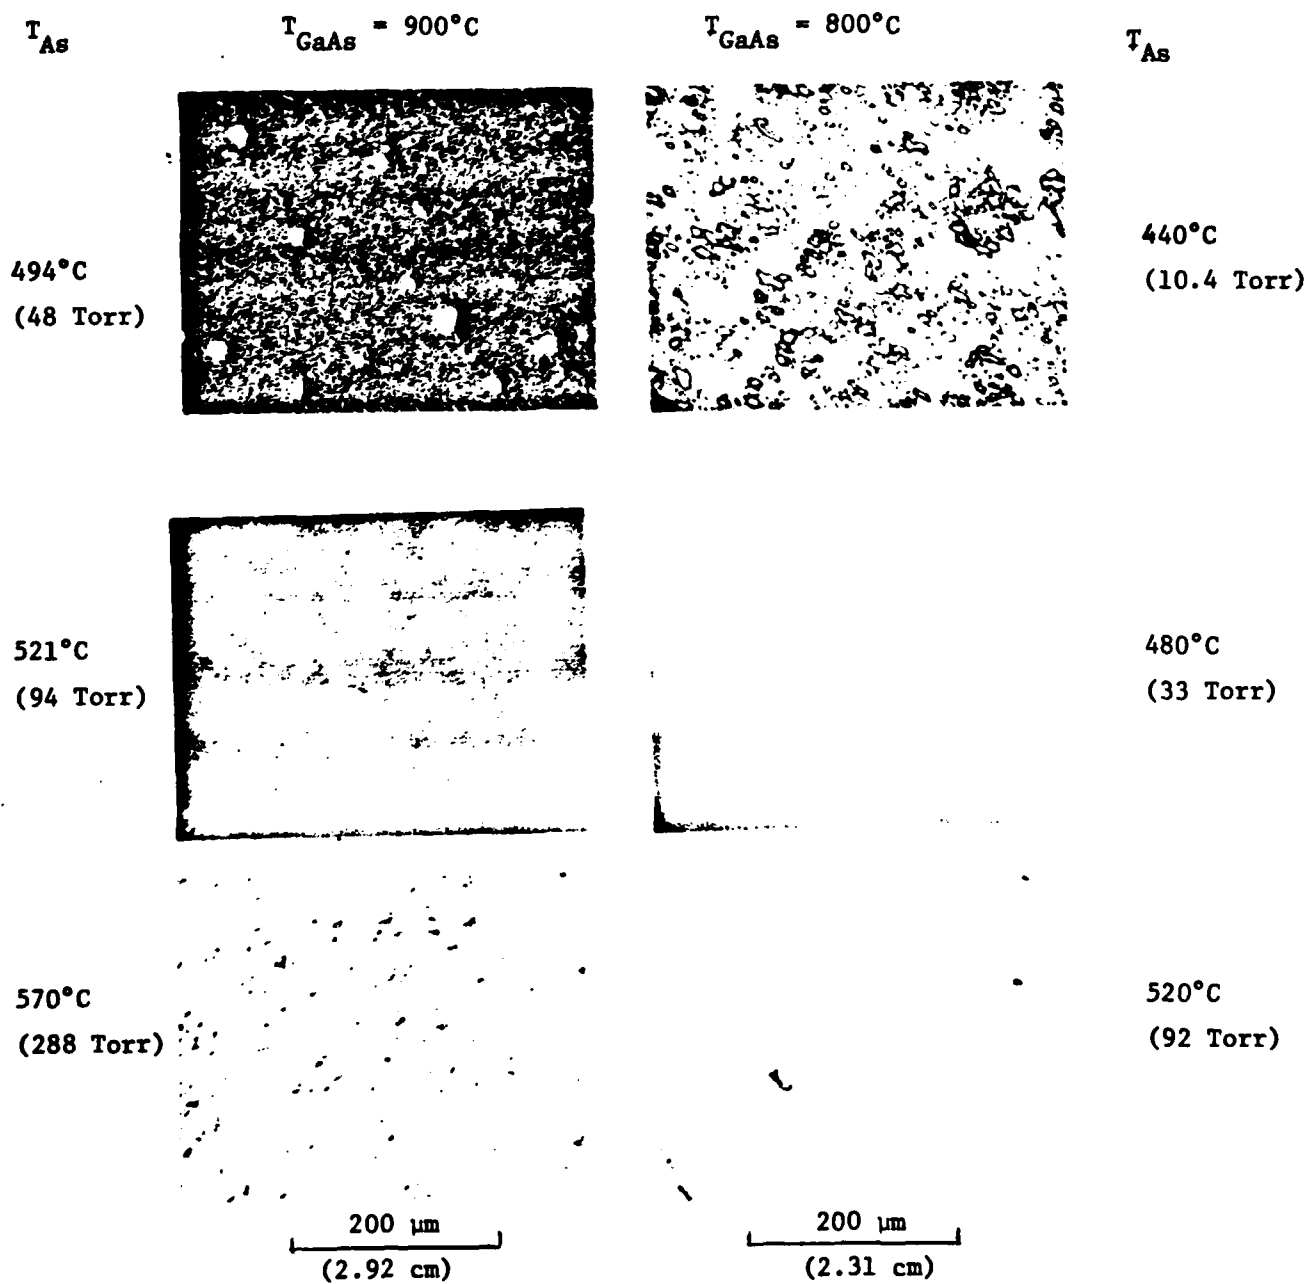 T_As T_GaAs = 900°C T_GaAs = 800°C T_As
494°C
(48 Torr)
440°C
(10.4 Torr)
521°C
(94 Torr)
480°C
(33 Torr)
570°C
(288 Torr)
520°C
(92 Torr)
200 μm
(2.92 cm)
200 μm
(2.31 cm)